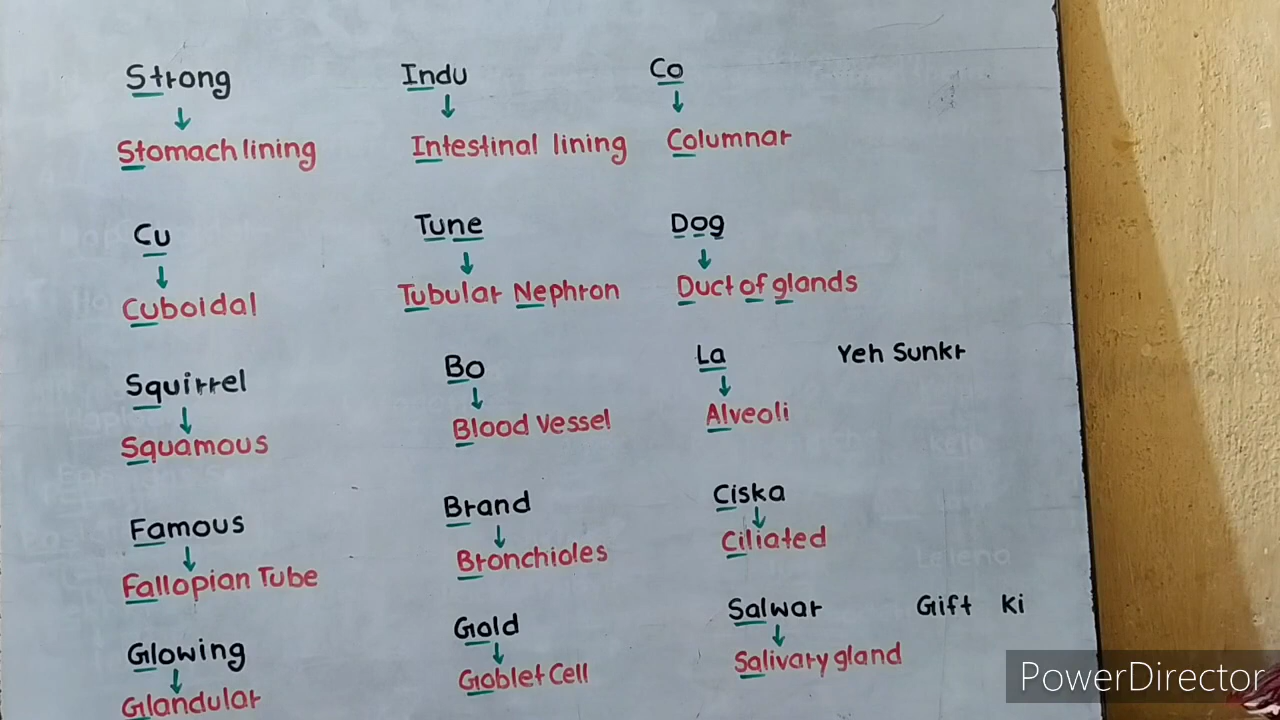 Strong Indu Co
Stomach lining Intestinal lining Columnar
Cu Tune Dog
Cuboidal Tubular Nephron Duct of glands
Squirrel Bo La Yeh Sunkr
Squamous Blood Vessel Alveoli
Famous Brand Ciska
Fallopian Tube Bronchioles Ciliated
Glowing Gold Salwar Gift Ki
Glandular Goblet Cell Salivary gland
PowerDirector